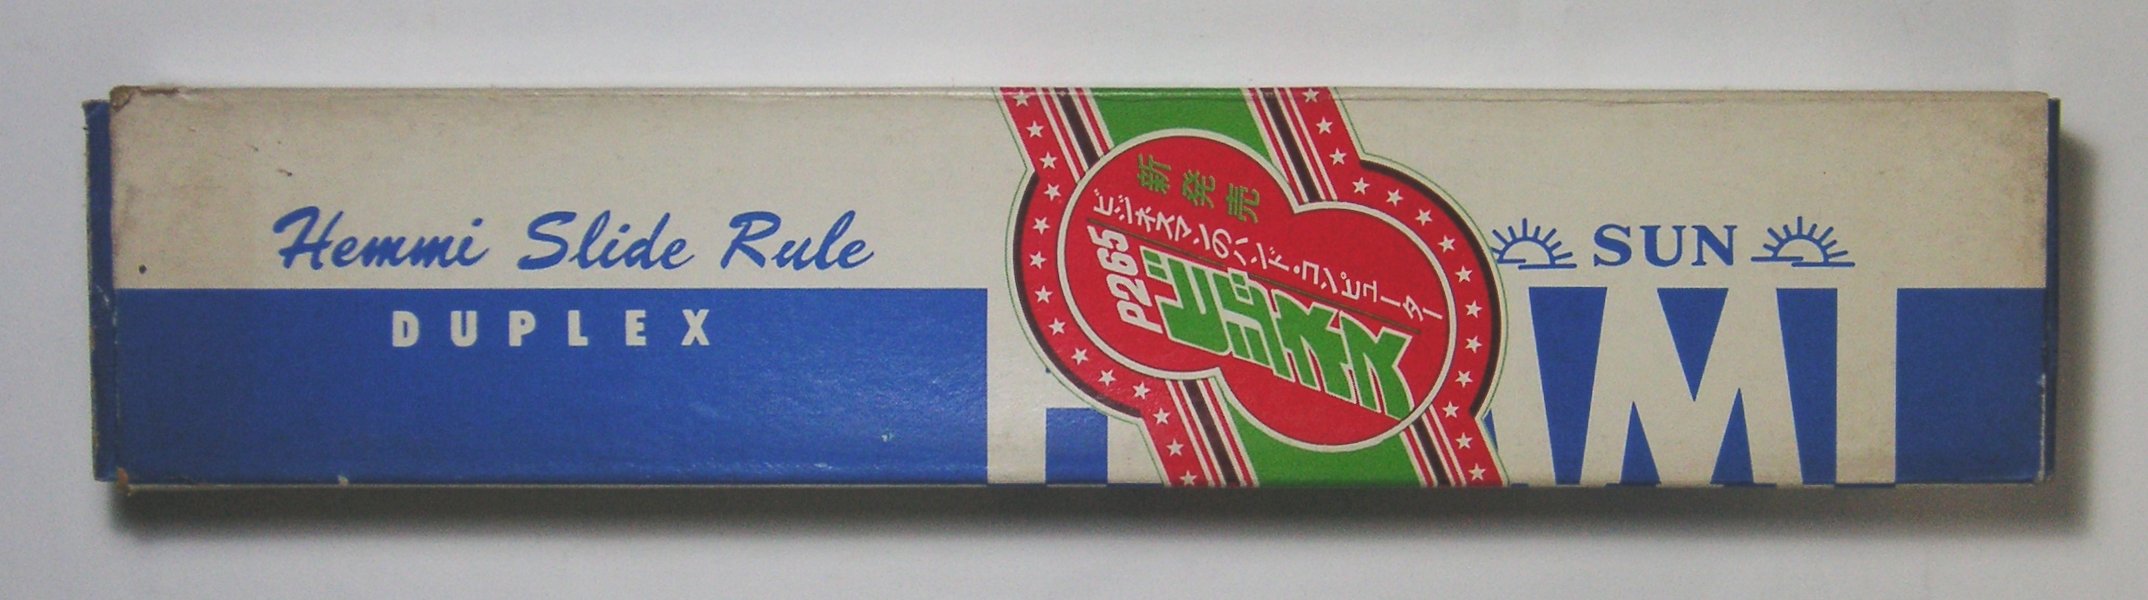 Hemmi Slide Rule
DUPLEX
新発売
ビジネスマンのハンド・コンピューター
P265
ビジネス
SUN